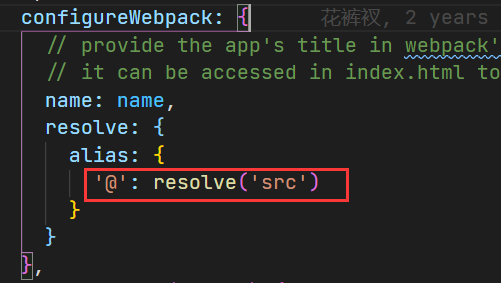 configureWebpack: { 花裤衩, 2 years
// provide the app's title in webpack'
// it can be accessed in index.html to
name: name,
resolve: {
alias: {
'@': resolve('src')
}
}
},